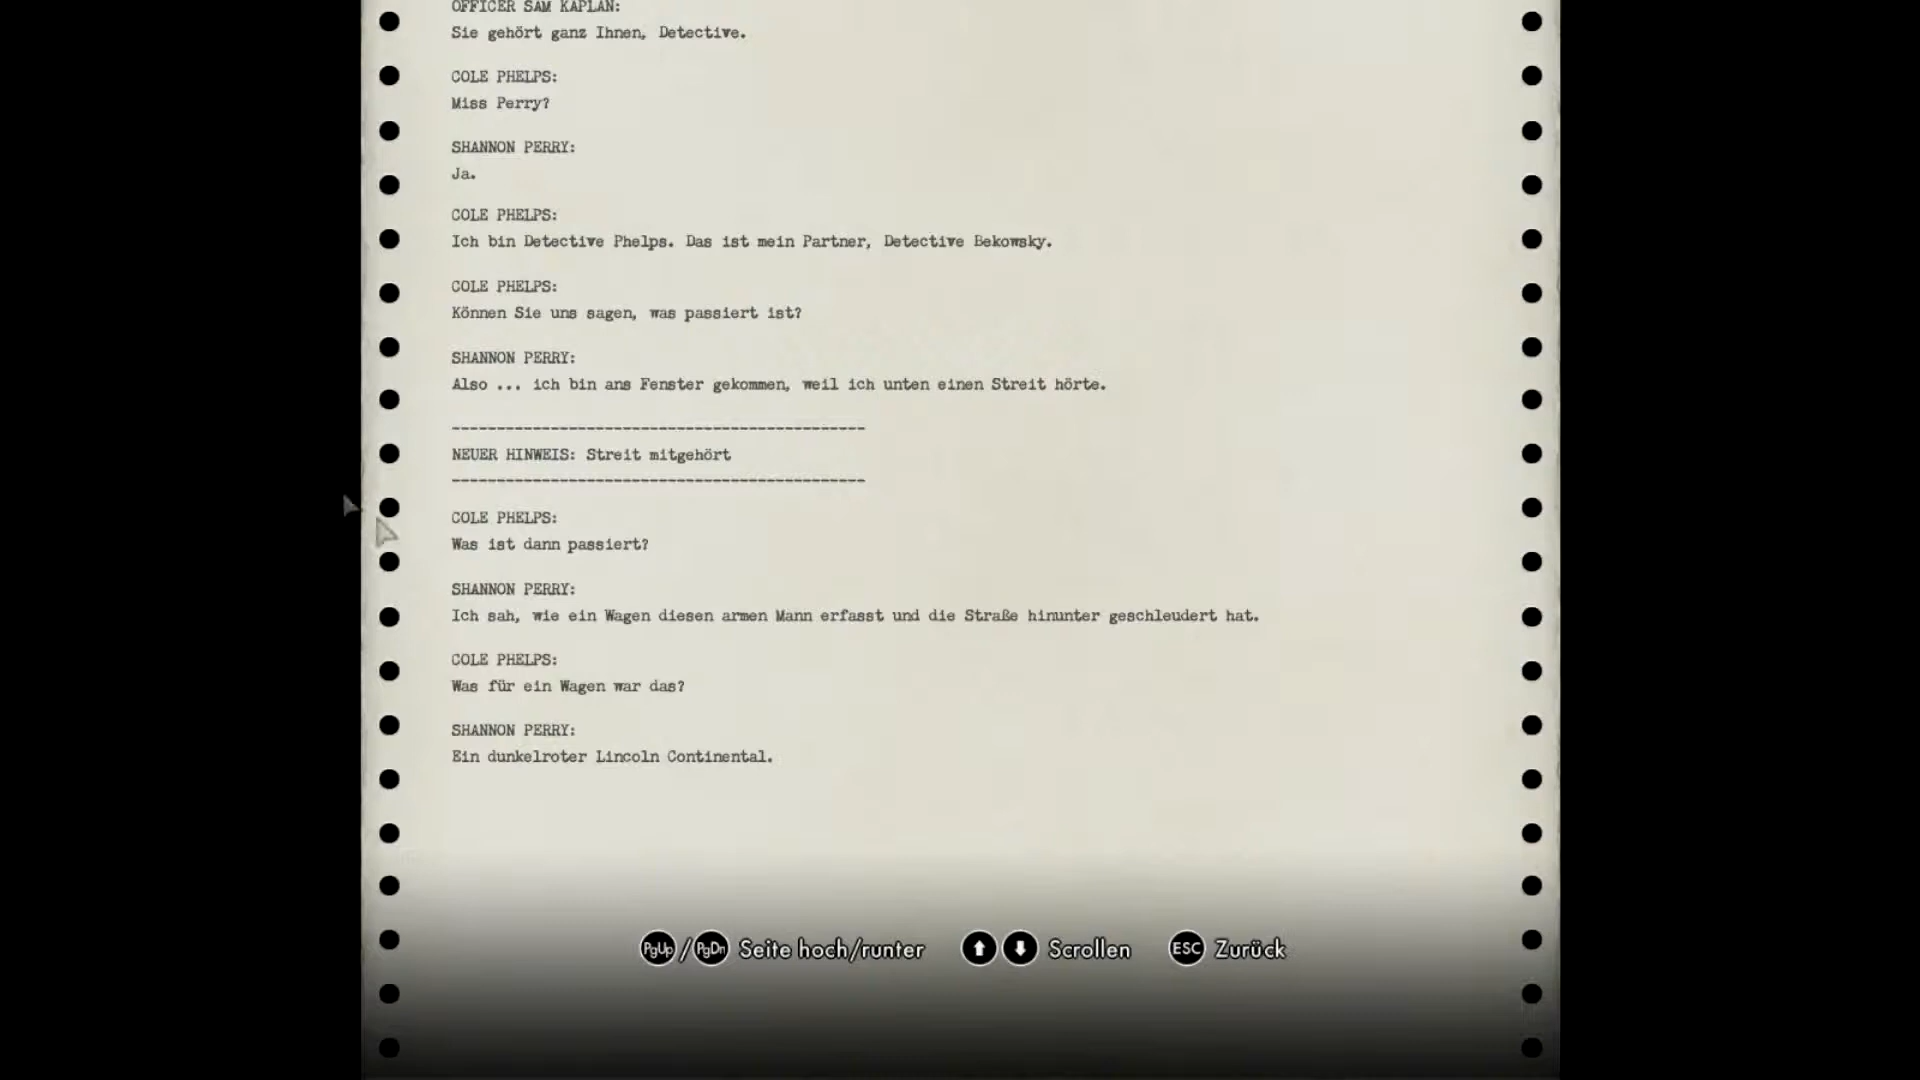 OFFICER SAM KAPLAN:
Sie gehört ganz Ihnen, Detective.
COLE PHELPS:
Miss Perry?
SHANNON PERRY:
Ja.
COLE PHELPS:
Ich bin Detective Phelps. Das ist mein Partner, Detective Bekowsky.
COLE PHELPS:
Können Sie uns sagen, was passiert ist?
SHANNON PERRY:
Also ... ich bin ans Fenster gekommen, weil ich unten einen Streit hörte.
----------------------------------------------
NEUER HINWEIS: Streit mitgehört
----------------------------------------------
COLE PHELPS:
Was ist dann passiert?
SHANNON PERRY:
Ich sah, wie ein Wagen diesen armen Mann erfasst und die Straße hinunter geschleudert hat.
COLE PHELPS:
Was für ein Wagen war das?
SHANNON PERRY:
Ein dunkelroter Lincoln Continental.
PgUp/PgDn Seite hoch/runter ⬆ ⬇ Scrollen ESC Zurück